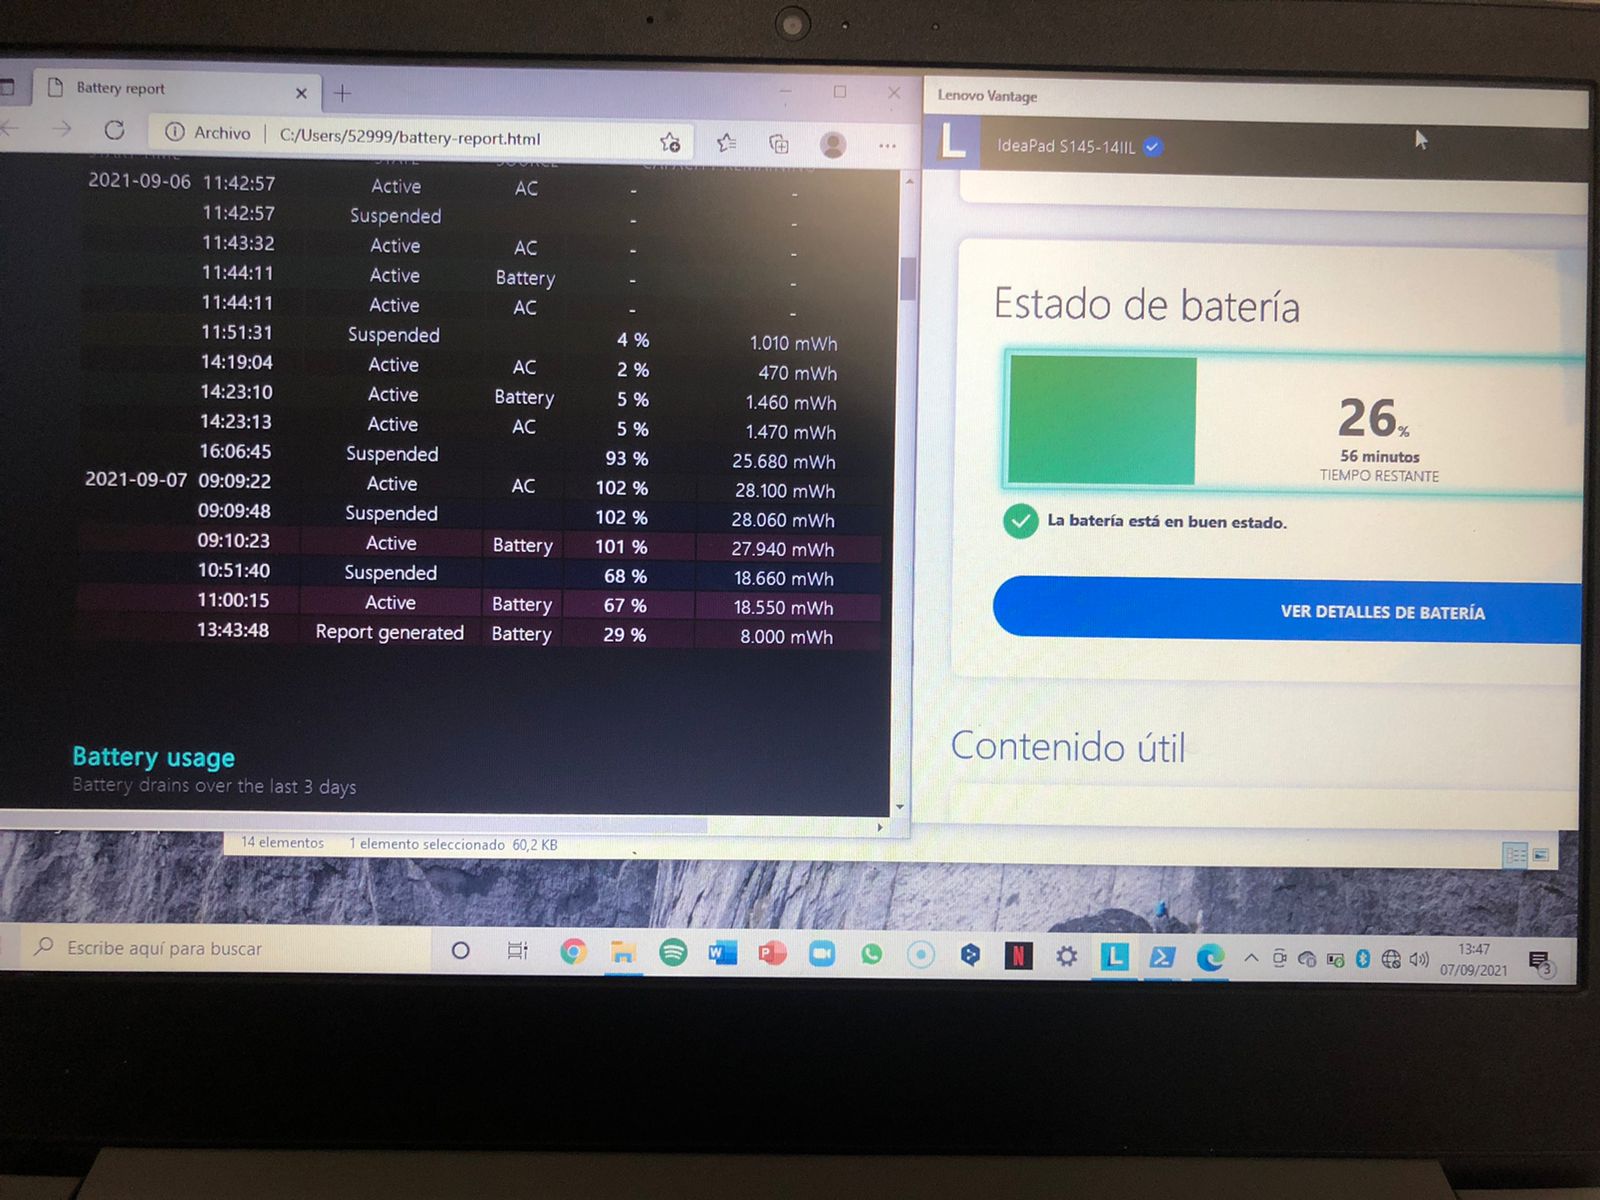 Battery report
Archivo | C:/Users/52999/battery-report.html
2021-09-06 11:42:57 Active AC - -
11:42:57 Suspended - -
11:43:32 Active AC - -
11:44:11 Active Battery - -
11:44:11 Active AC - -
11:51:31 Suspended 4 % 1.010 mWh
14:19:04 Active AC 2 % 470 mWh
14:23:10 Active Battery 5 % 1.460 mWh
14:23:13 Active AC 5 % 1.470 mWh
16:06:45 Suspended 93 % 25.680 mWh
2021-09-07 09:09:22 Active AC 102 % 28.100 mWh
09:09:48 Suspended 102 % 28.060 mWh
09:10:23 Active Battery 101 % 27.940 mWh
10:51:40 Suspended 68 % 18.660 mWh
11:00:15 Active Battery 67 % 18.550 mWh
13:43:48 Report generated Battery 29 % 8.000 mWh
Battery usage
Battery drains over the last 3 days
Lenovo Vantage
L IdeaPad S145-14IIL
Estado de batería
26%
56 minutos
TIEMPO RESTANTE
La batería está en buen estado.
VER DETALLES DE BATERÍA
Contenido útil
14 elementos 1 elemento seleccionado 60,2 KB
Escribe aquí para buscar
W P N L
13:47
07/09/2021
3